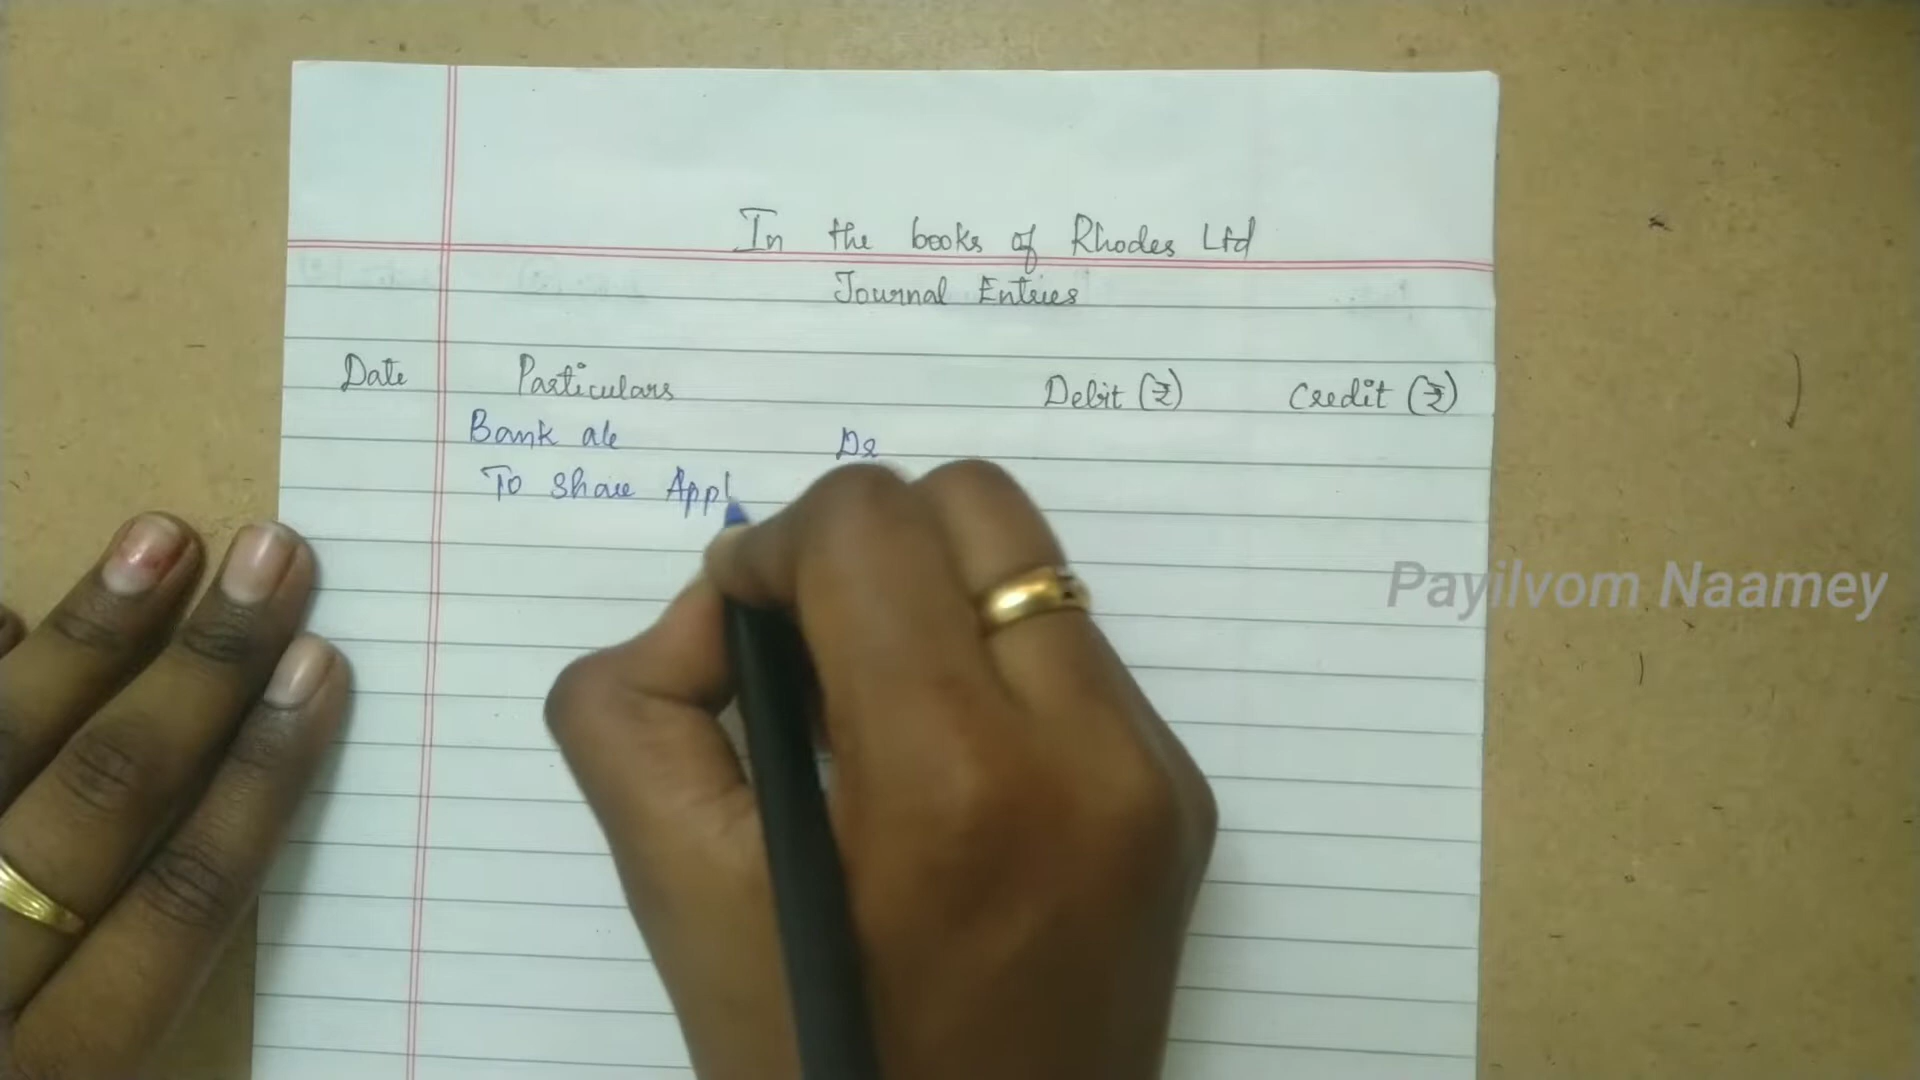 In the books of Rhodes Ltd
Journal Entries
Date Particulars Debit (₹) Credit (₹)
Bank a/c Dr
To Share Appl
Payilvom Naamey